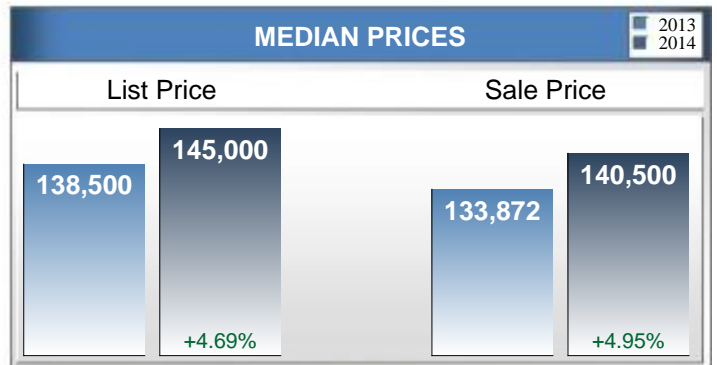 MEDIAN PRICES
2013
2014
List Price
Sale Price
138,500
145,000
+4.69%
133,872
140,500
+4.95%